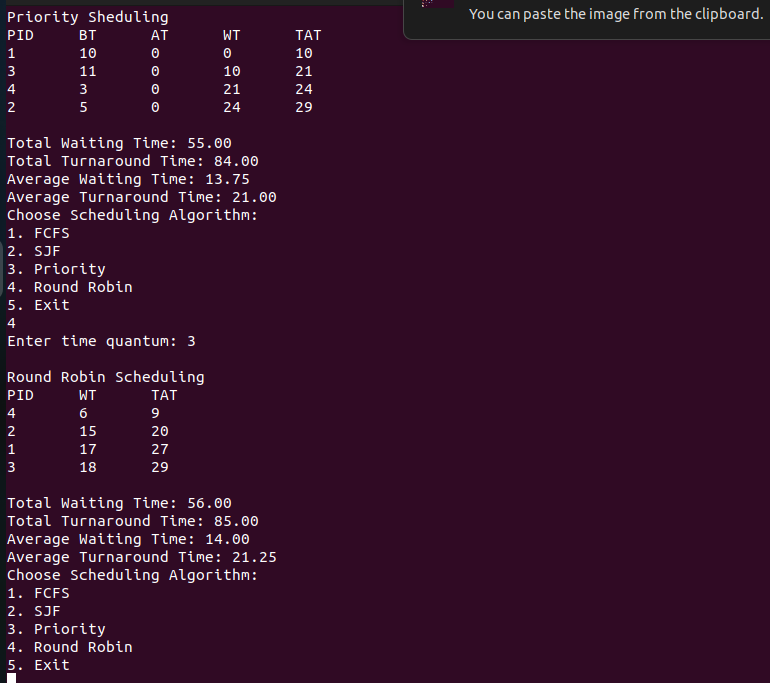 You can paste the image from the clipboard.
Priority Sheduling
PID BT AT WT TAT
1 10 0 0 10
3 11 0 10 21
4 3 0 21 24
2 5 0 24 29
Total Waiting Time: 55.00
Total Turnaround Time: 84.00
Average Waiting Time: 13.75
Average Turnaround Time: 21.00
Choose Scheduling Algorithm:
1. FCFS
2. SJF
3. Priority
4. Round Robin
5. Exit
4
Enter time quantum: 3
Round Robin Scheduling
PID WT TAT
4 6 9
2 15 20
1 17 27
3 18 29
Total Waiting Time: 56.00
Total Turnaround Time: 85.00
Average Waiting Time: 14.00
Average Turnaround Time: 21.25
Choose Scheduling Algorithm:
1. FCFS
2. SJF
3. Priority
4. Round Robin
5. Exit